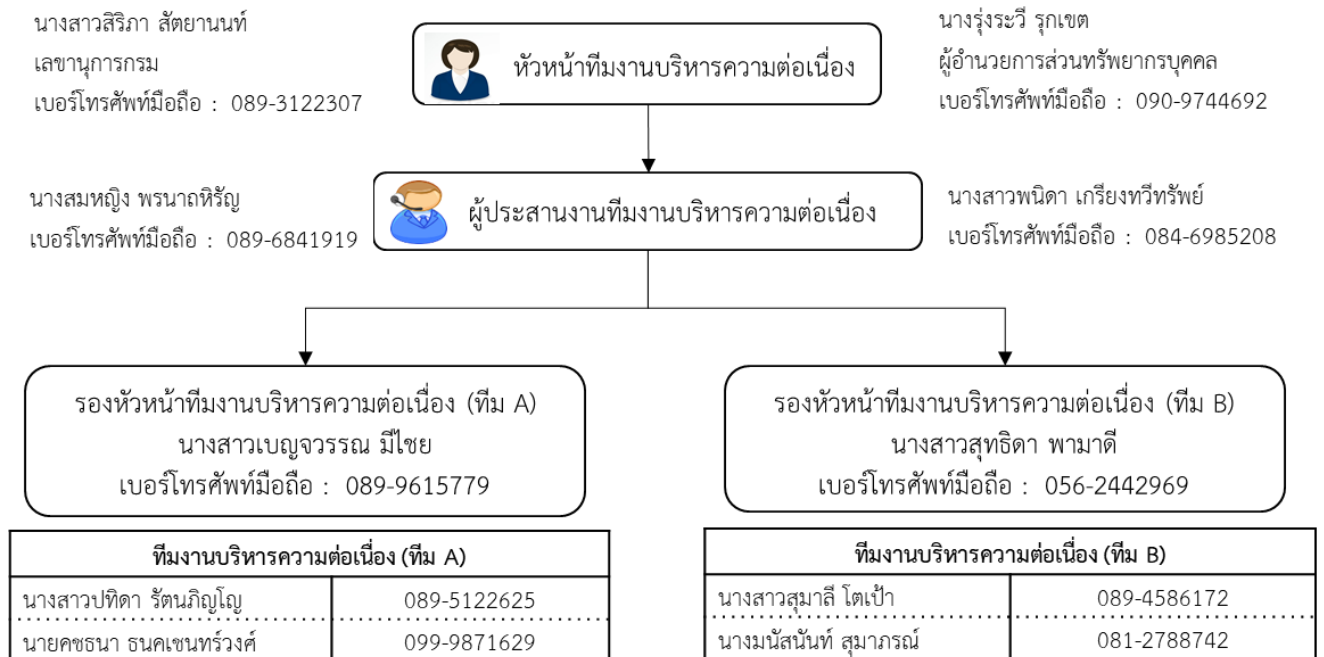 นางสาวสิริภา สัตยานนท์
เลขานุการกรม
เบอร์โทรศัพท์มือถือ : 089-3122307
หัวหน้าทีมงานบริหารความต่อเนื่อง
นางรุ่งระวี รุกเขต
ผู้อำนวยการส่วนทรัพยากรบุคคล
เบอร์โทรศัพท์มือถือ : 090-9744692
นางสมหญิง พรนาถหิรัญ
เบอร์โทรศัพท์มือถือ : 089-6841919
ผู้ประสานงานทีมงานบริหารความต่อเนื่อง
นางสาวพนิดา เกรียงทวีทรัพย์
เบอร์โทรศัพท์มือถือ : 084-6985208
รองหัวหน้าทีมงานบริหารความต่อเนื่อง (ทีม A)
นางสาวเบญจวรรณ มีไชย
เบอร์โทรศัพท์มือถือ : 089-9615779
รองหัวหน้าทีมงานบริหารความต่อเนื่อง (ทีม B)
นางสาวสุทธิดา พามาดี
เบอร์โทรศัพท์มือถือ : 056-2442969
ทีมงานบริหารความต่อเนื่อง (ทีม A)
นางสาวปทิดา รัตนภิญโญ 089-5122625
นายคชธนา ธนคเชนทร์วงศ์ 099-9871629
ทีมงานบริหารความต่อเนื่อง (ทีม B)
นางสาวสุมาลี โตเป้า 089-4586172
นางมนัสนันท์ สุมาภรณ์ 081-2788742